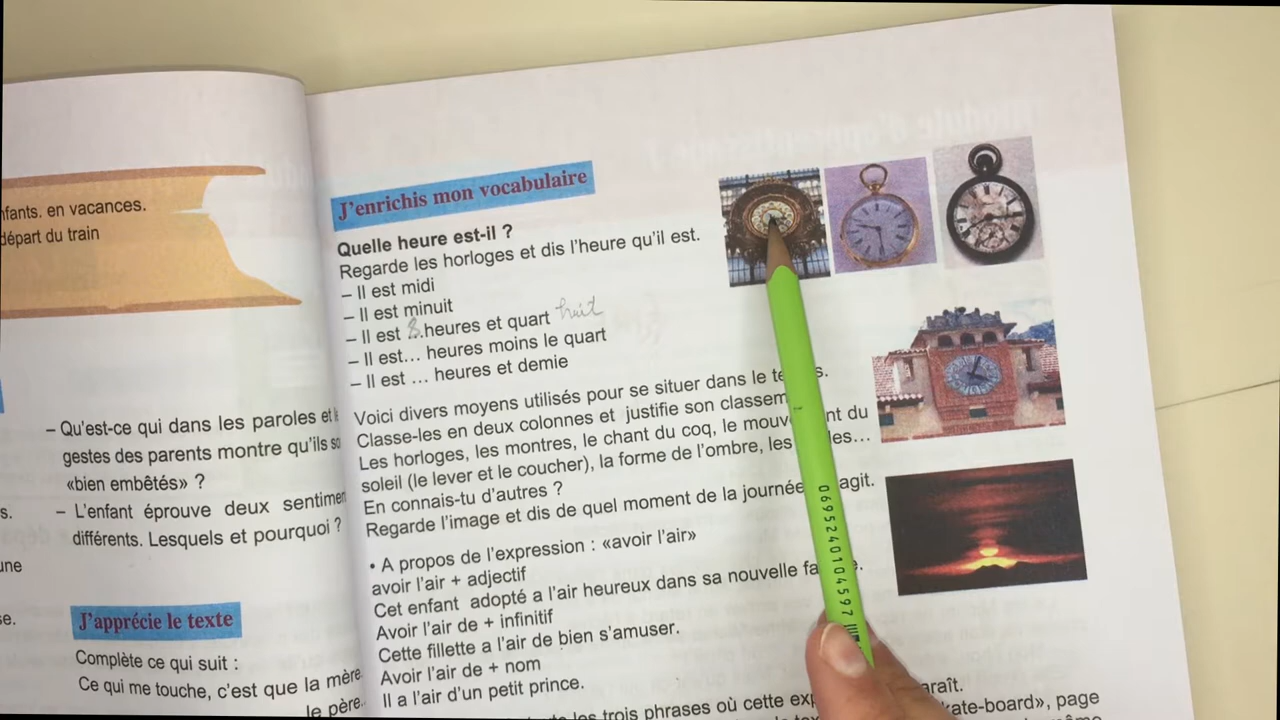 nfants. en vacances.
départ du train
– Qu'est-ce qui dans les paroles et
gestes des parents montre qu'ils
«bien embêtés» ?
– L'enfant éprouve deux
différents. Lesquels et pourquoi ?
J'apprécie le texte
Complète ce qui suit :
Ce qui me touche, c'est que la mère
le père
J'enrichis mon vocabulaire
Quelle heure est-il ?
Regarde les horloges et dis l'heure qu'il est.
– Il est midi
– Il est minuit
– Il est 8..heures et quart huit
– Il est... heures moins le quart
– Il est ... heures et demie
Voici divers moyens utilisés pour se situer dans le
Classe-les en deux colonnes et justifie son
Les horloges, les montres, le chant du coq, le du
soleil (le lever et le coucher), la forme de l'ombre, les
En connais-tu d'autres ?
Regarde l'image et dis de quel moment de la journée agit.
• A propos de l'expression : «avoir l'air»
avoir l'air + adjectif
Cet enfant adopté a l'air heureux dans sa nouvelle
Avoir l'air de + infinitif
Cette fillette a l'air de bien s'amuser.
Avoir l'air de + nom
Il a l'air d'un petit prince.
les trois phrases où cette
page
0695240104597